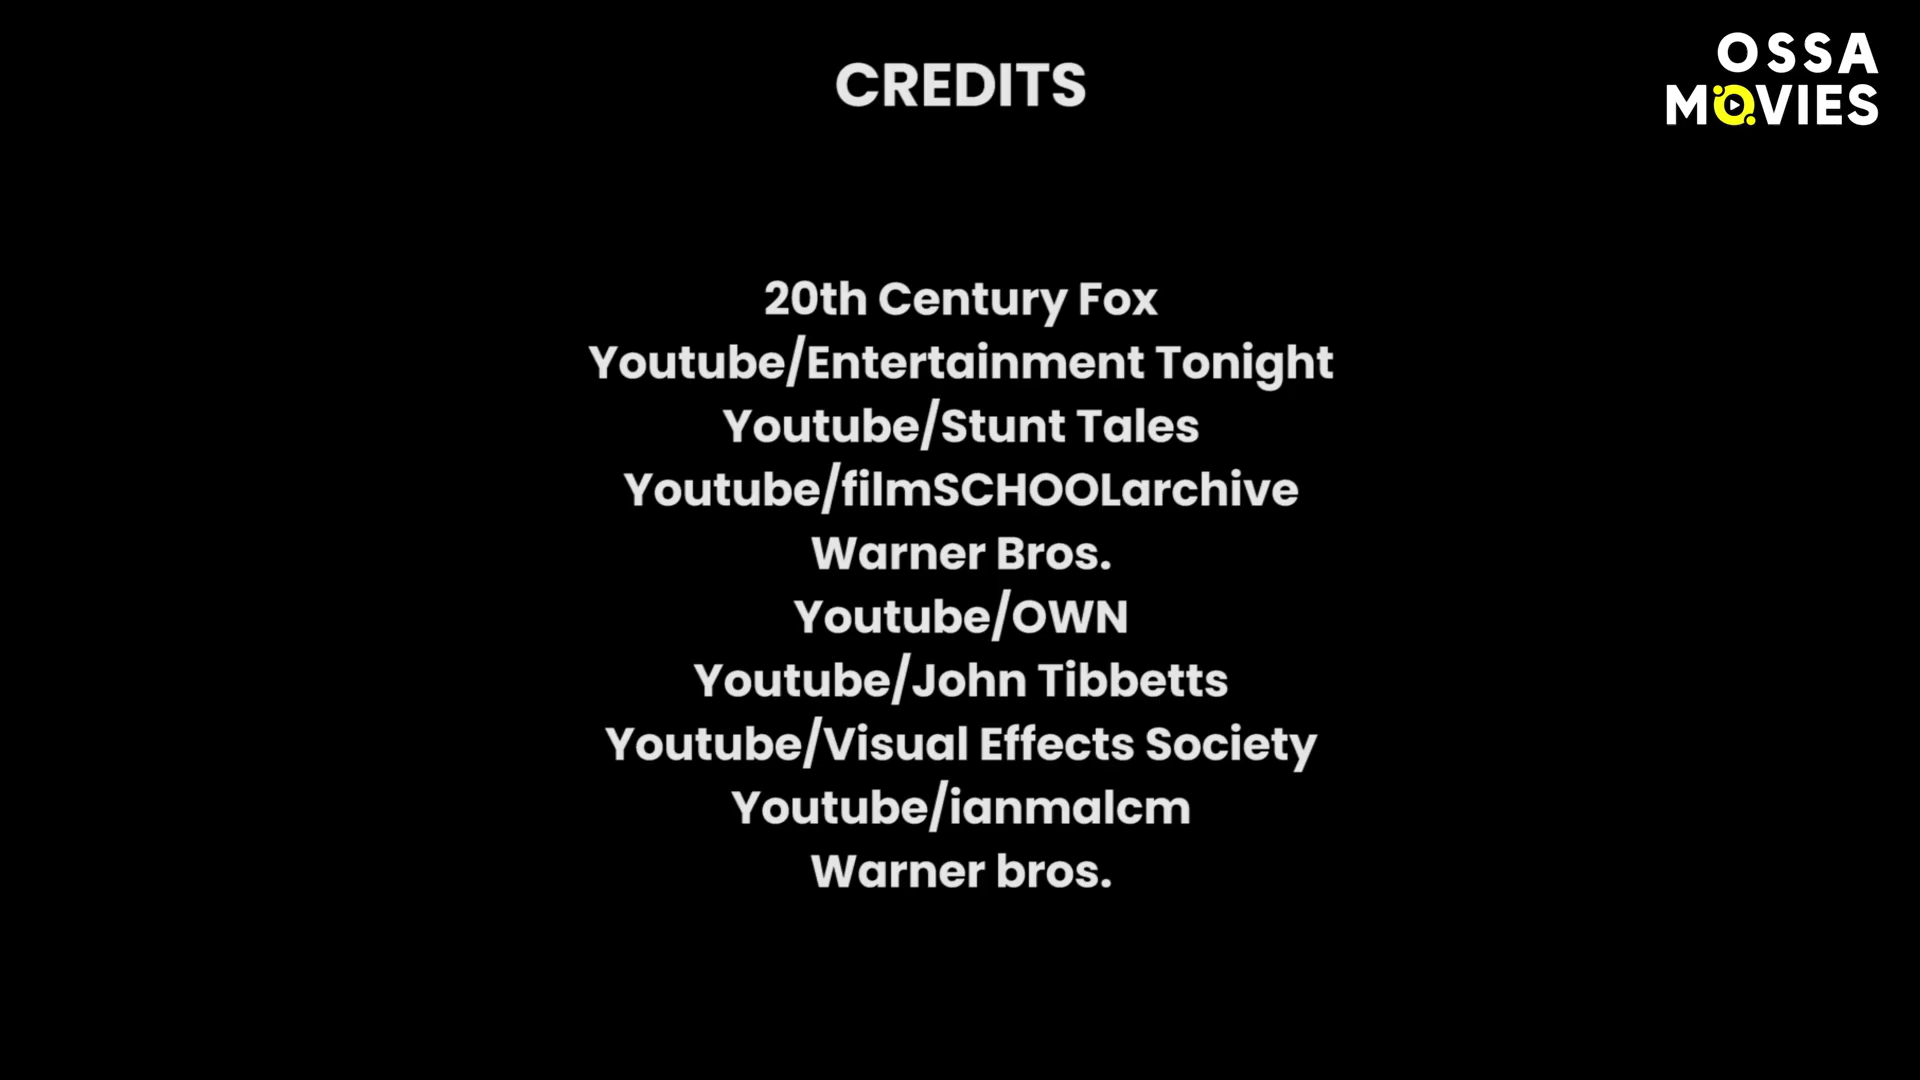 CREDITS
OSSA
MOVIES
20th Century Fox
Youtube/Entertainment Tonight
Youtube/Stunt Tales
Youtube/filmSCHOOLarchive
Warner Bros.
Youtube/OWN
Youtube/John Tibbetts
Youtube/Visual Effects Society
Youtube/ianmalcm
Warner bros.